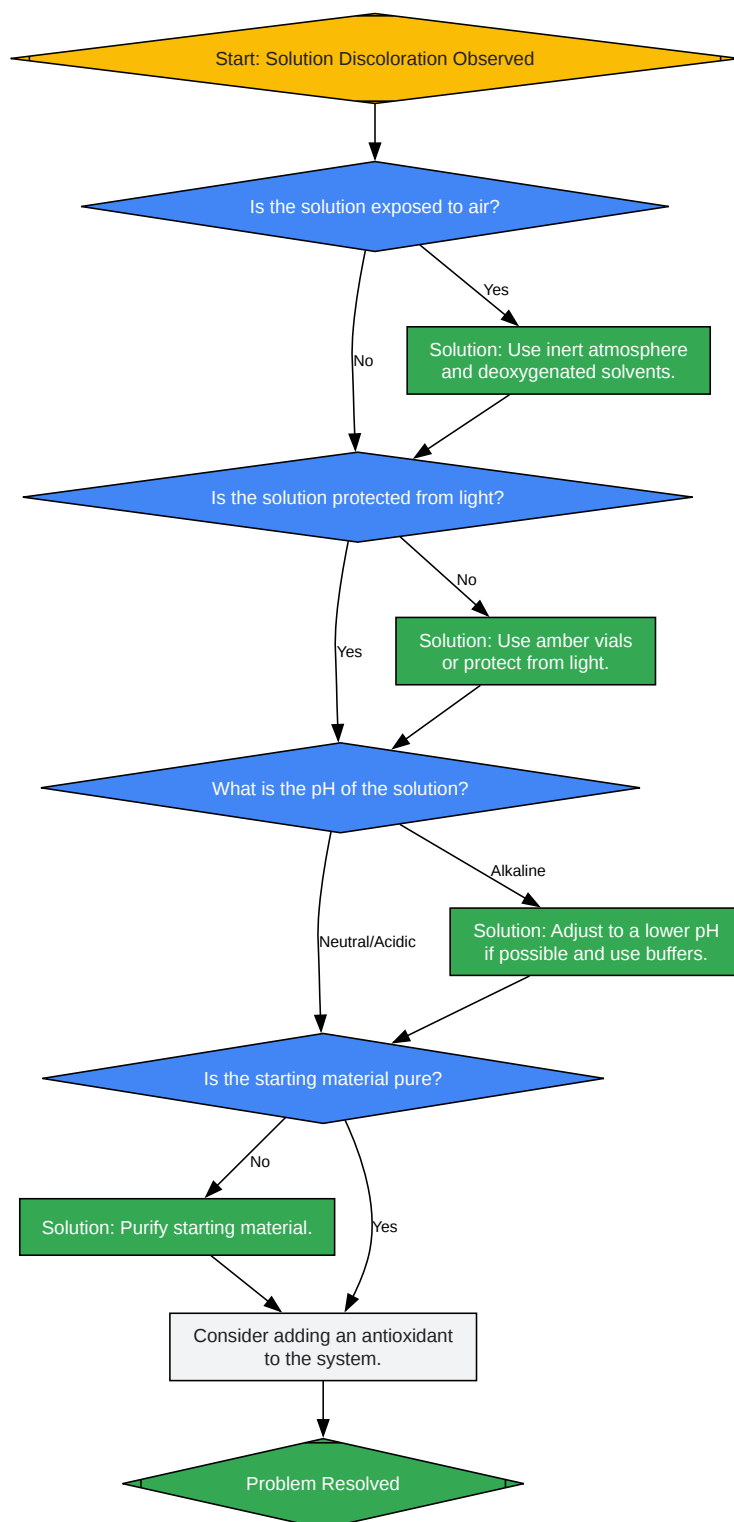 Start: Solution Discoloration Observed
Is the solution exposed to air?
Yes
Solution: Use inert atmosphere
and deoxygenated solvents.
No
Is the solution protected from light?
No
Solution: Use amber vials
or protect from light.
Yes
What is the pH of the solution?
Alkaline
Solution: Adjust to a lower pH
if possible and use buffers.
Neutral/Acidic
Is the starting material pure?
No
Solution: Purify starting material.
Yes
Consider adding an antioxidant
to the system.
Problem Resolved